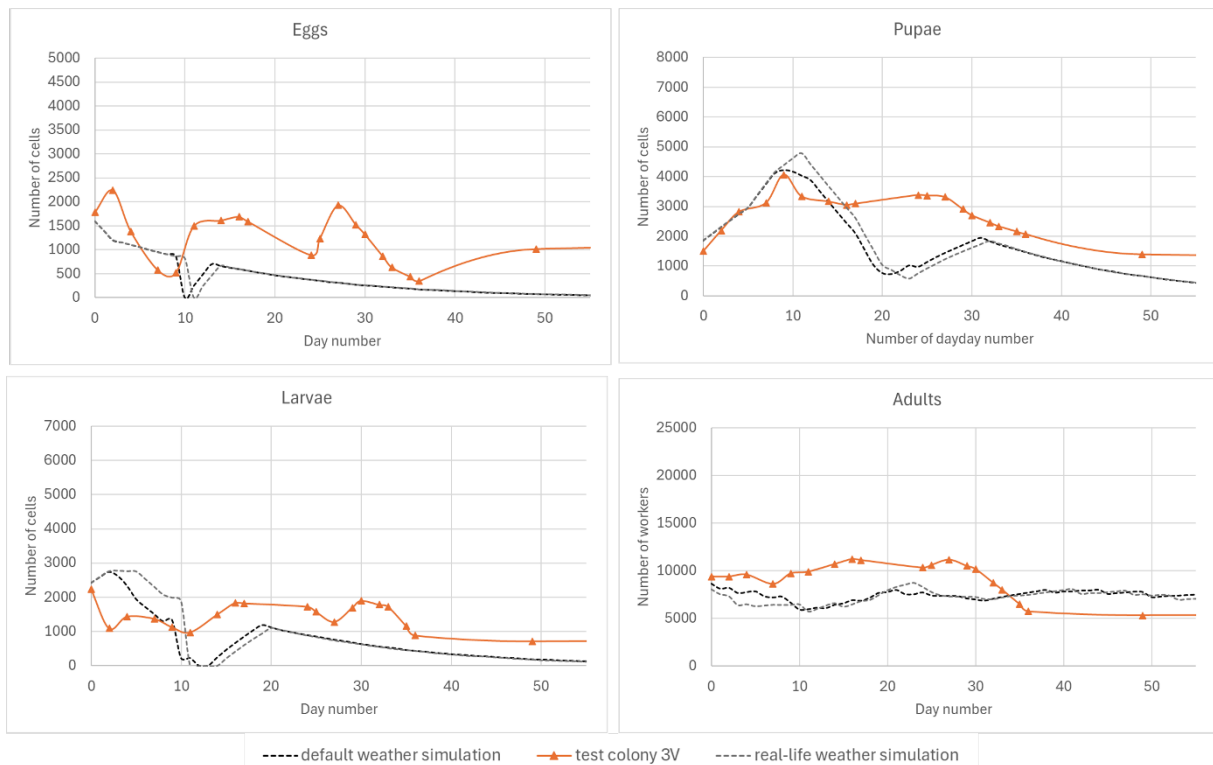 Eggs
5000
4500
4000
3500
3000
2500
2000
1500
1000
500
0
Number of cells
0 10 20 30 40 50
Day number
Pupae
8000
7000
6000
5000
4000
3000
2000
1000
0
Number of cells
0 10 20 30 40 50
Number of dayday number
Larvae
7000
6000
5000
4000
3000
2000
1000
0
Number of cells
0 10 20 30 40 50
Day number
Adults
25000
20000
15000
10000
5000
0
Number of workers
0 10 20 30 40 50
Day number
default weather simulation test colony 3V real-life weather simulation